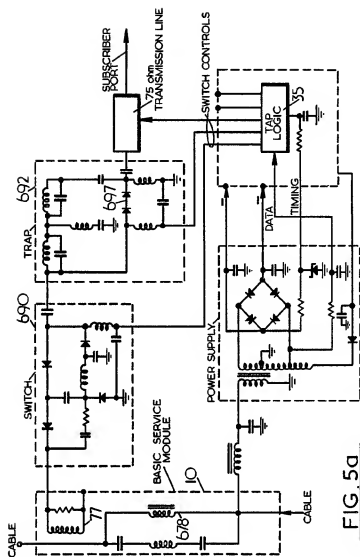 SUBSCRIBER
PORT
75 ohm
TRANSMISSION LINE
692
TRAP
697
690
SWITCH
SWITCH CONTROLS
TAP
LOGIC
35
DATA
TIMING
POWER SUPPLY
BASIC SERVICE
MODULE
10
CABLE
77
678
CABLE
FIG. 5a